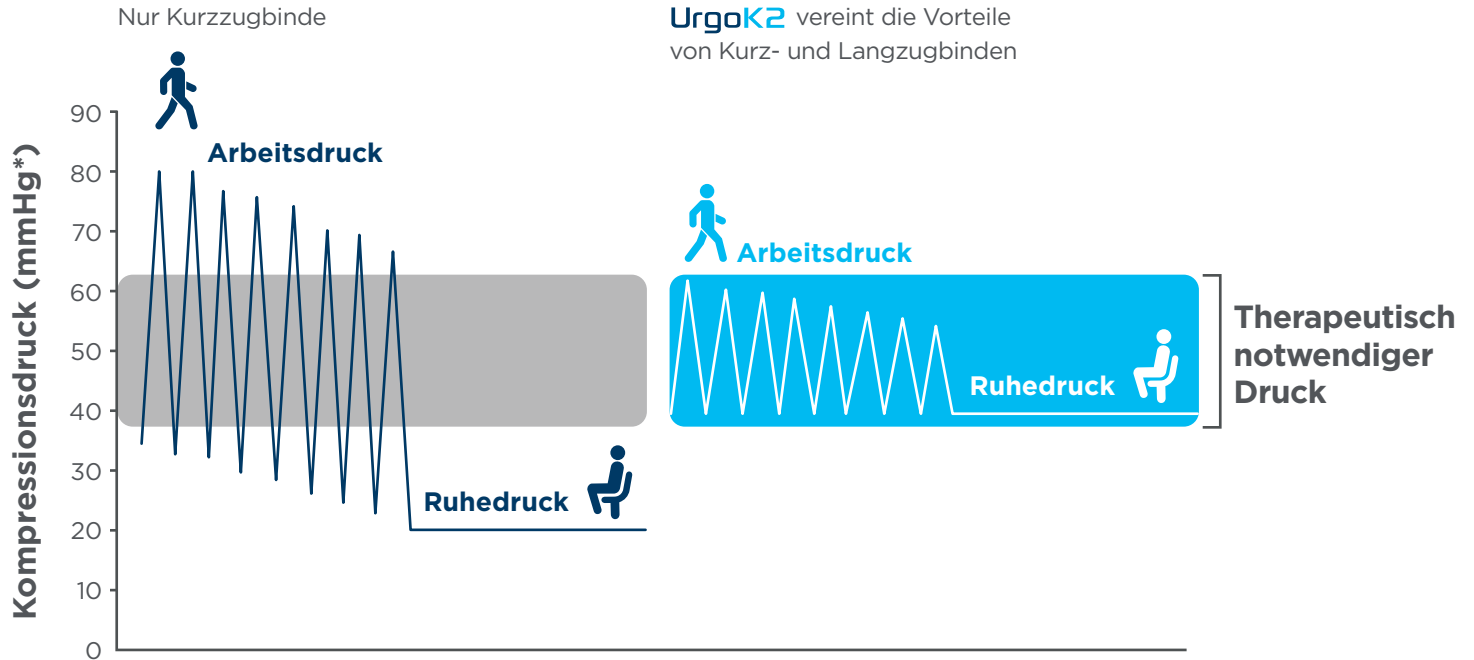 Nur Kurzzugbinde
UrgoK2 vereint die Vorteile
von Kurz- und Langzugbinden
Kompressionsdruck (mmHg*)
90
80
70
60
50
40
30
20
10
0
Arbeitsdruck
Ruhedruck
Arbeitsdruck
Ruhedruck
Therapeutisch
notwendiger
Druck